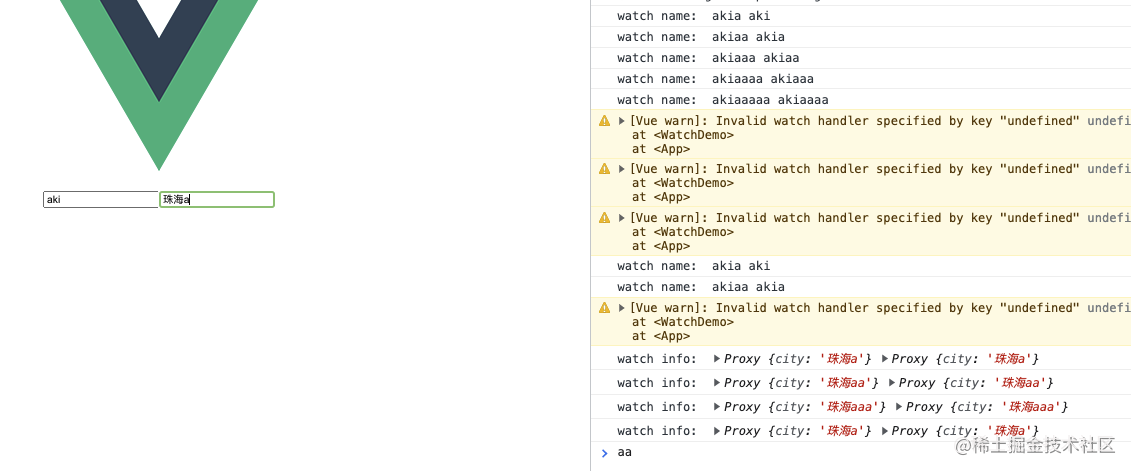 watch name: akia aki
watch name: akiaa akia
watch name: akiaaa akiaa
watch name: akiaaaa akiaaa
watch name: akiaaaaa akiaaaa
[Vue warn]: Invalid watch handler specified by key "undefined" undefi
at <WatchDemo>
at <App>
[Vue warn]: Invalid watch handler specified by key "undefined" undefi
at <WatchDemo>
at <App>
aki 珠海a
[Vue warn]: Invalid watch handler specified by key "undefined" undefi
at <WatchDemo>
at <App>
watch name: akia aki
watch name: akiaa akia
[Vue warn]: Invalid watch handler specified by key "undefined" undefi
at <WatchDemo>
at <App>
watch info: Proxy {city: '珠海a'} Proxy {city: '珠海a'}
watch info: Proxy {city: '珠海aa'} Proxy {city: '珠海aa'}
watch info: Proxy {city: '珠海aaa'} Proxy {city: '珠海aaa'}
watch info: Proxy {city: '珠海a'} Proxy {city: '珠海a'}
aa
@稀土掘金技术社区